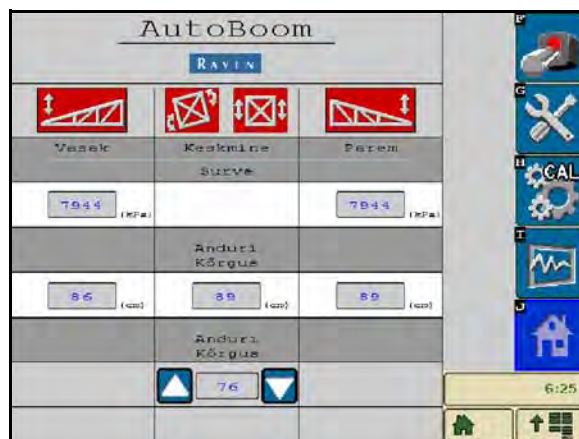 AutoBoom
F
RAVEN
G
Vasak Keskmine Parem
H CAL
Surve
7944 (kPa) 7944 (kPa)
I
Anduri
Kõrgus
86 (cm) 89 (cm) 89 (cm)
J
Anduri
Kõrgus
76
6:25